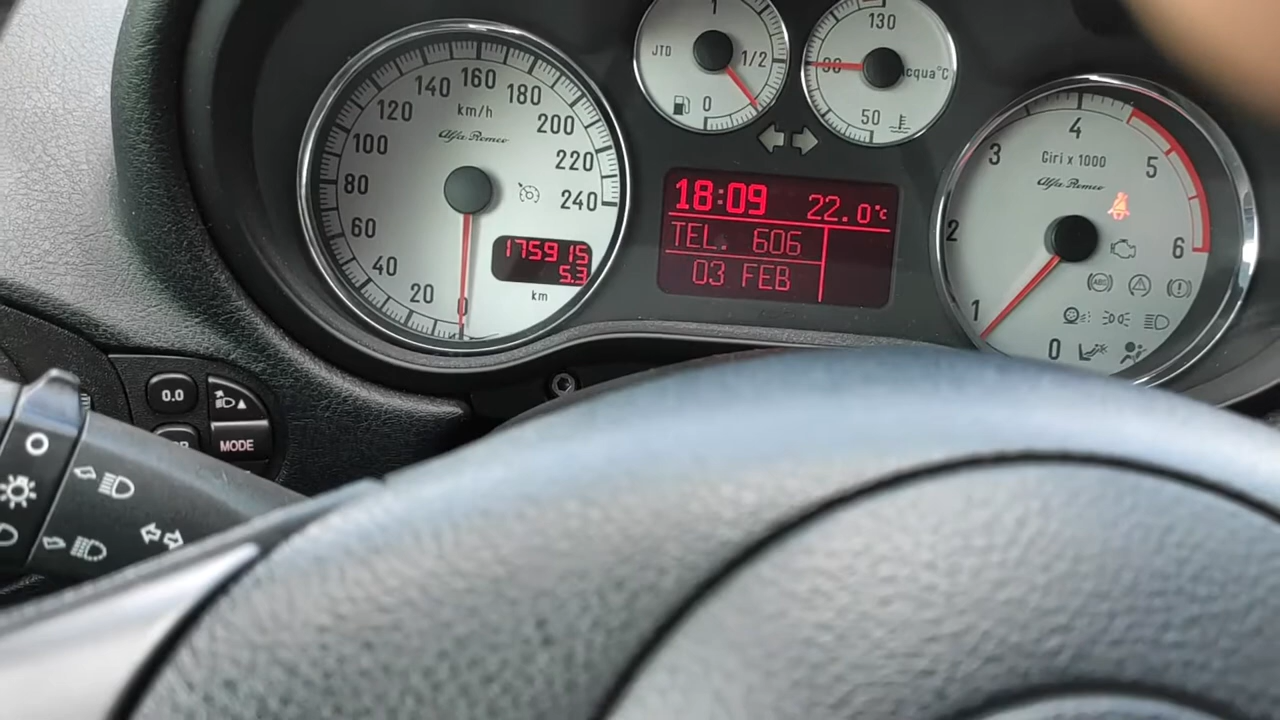 20
40
60
80
100
120
140
160
180
200
220
240
km/h
Alfa Romeo
175915
5.3
km
1
1/2
0
JTD
130
90
acqua°C
50
18:09
22.0°c
TEL. 606
03 FEB
0
1
2
3
4
5
6
Giri x 1000
Alfa Romeo
ABS
0.0
MODE